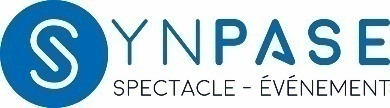 SYNPASE
SPECTACLE - ÉVÉNEMENT